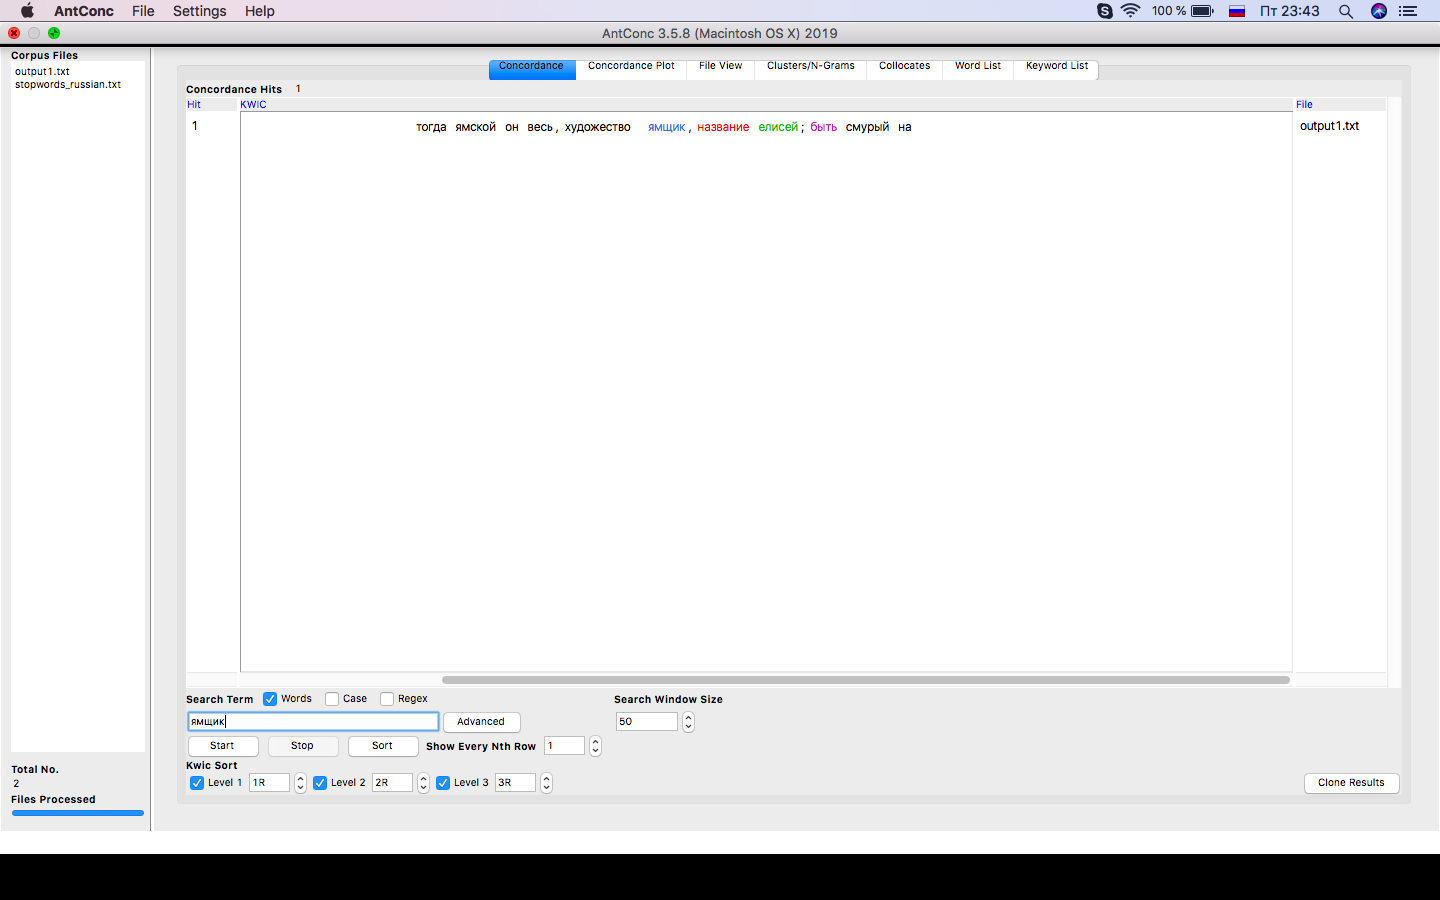 AntConc File Settings Help 100 % Пт 23:43
AntConc 3.5.8 (Macintosh OS X) 2019
Corpus Files
output1.txt
stopwords_russian.txt
Total No.
2
Files Processed
Concordance Concordance Plot File View Clusters/N-Grams Collocates Word List Keyword List
Concordance Hits 1
Hit KWIC File
1 тогда ямской он весь, художество ямщик, название елисей; быть смурый на output1.txt
Search Term Words Case Regex Search Window Size
ямщик Advanced 50
Start Stop Sort Show Every Nth Row 1
Kwic Sort
Level 1 1R Level 2 2R Level 3 3R Clone Results